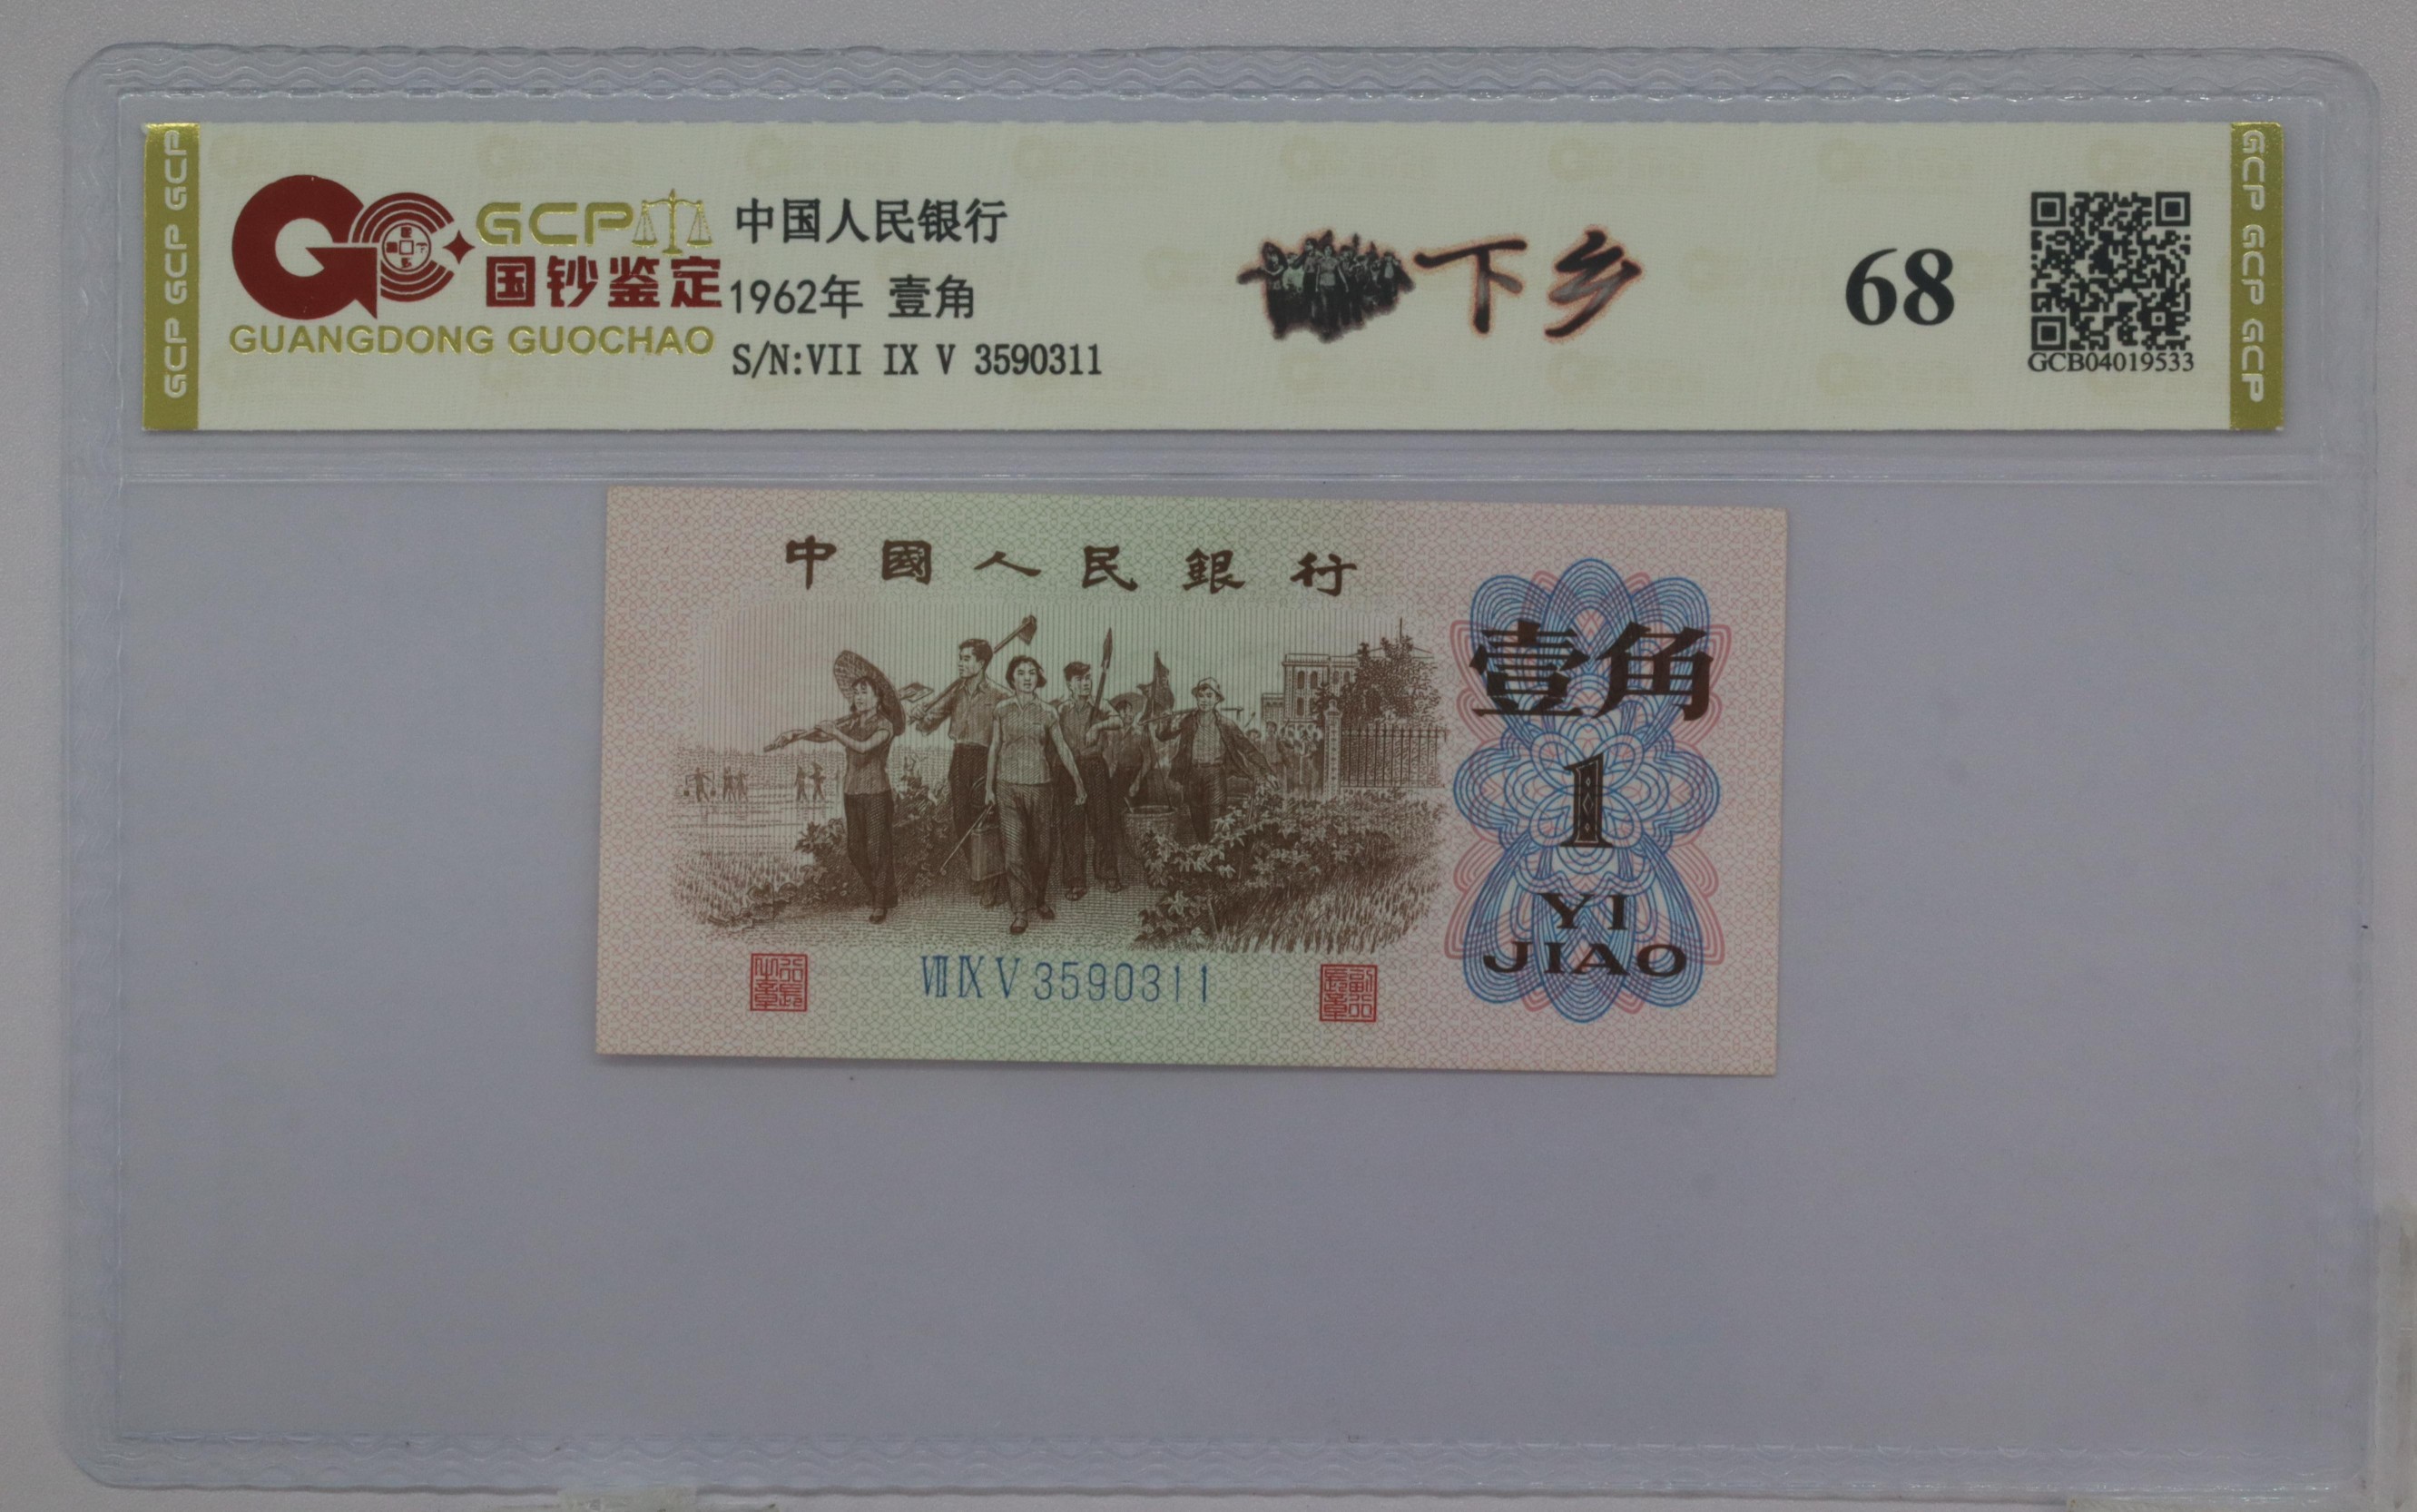 GCP GCP GCP
GCP
国钞鉴定
GUANGDONG GUOCHAO
中国人民银行
1962年 壹角
S/N:VII IX V 3590311
下乡
68
GCB04019533
GCP GCP GCP
中國人民銀行
壹角
1
YI
JIAO
VII IX V 3590311